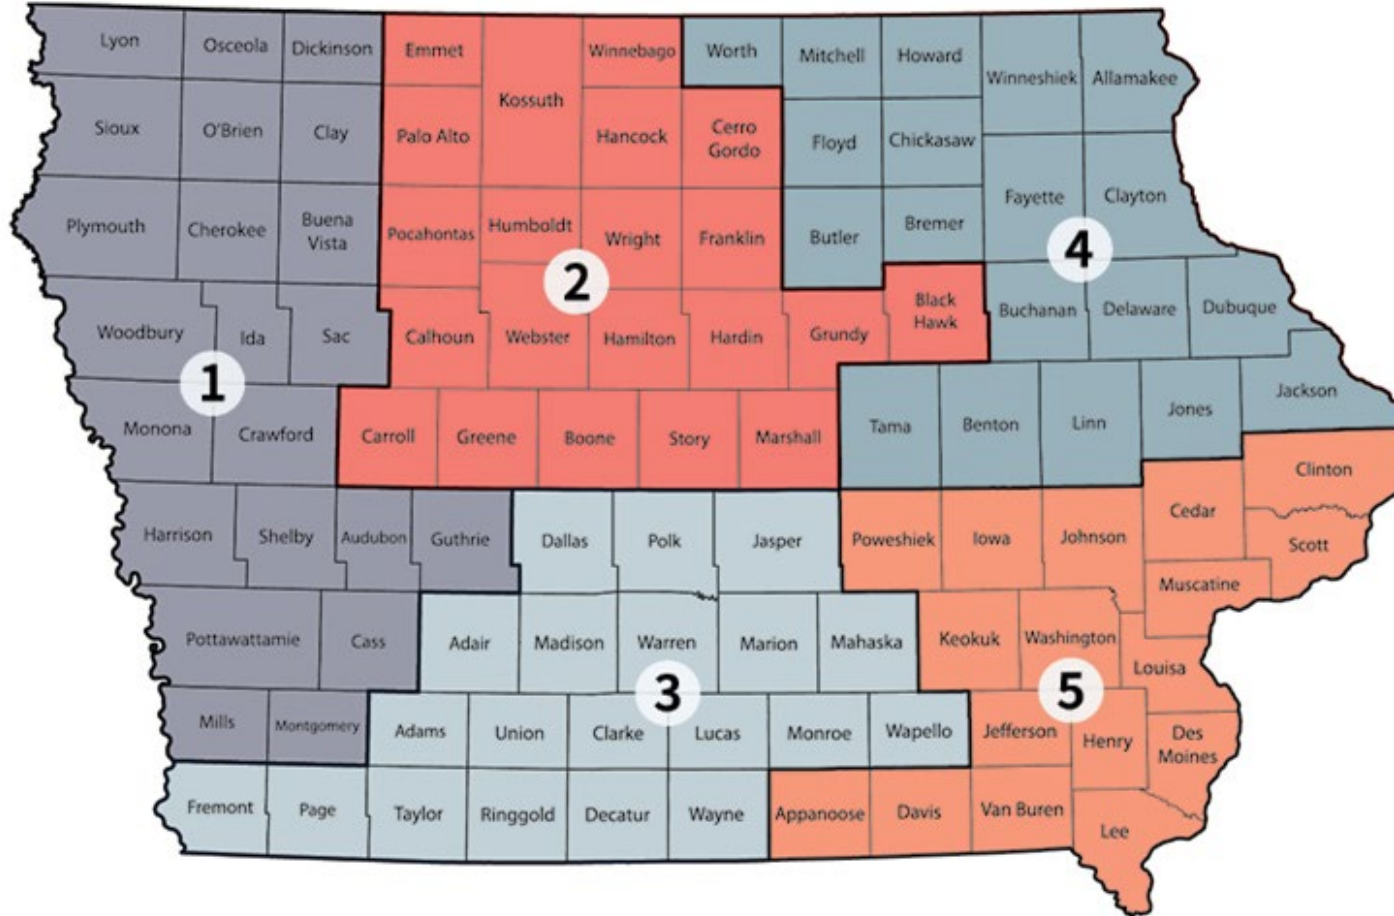 Lyon
Osceola
Dickinson
Emmet
Kossuth
Winnebago
Worth
Mitchell
Howard
Winneshiek
Allamakee
Sioux
O'Brien
Clay
Palo Alto
Hancock
Cerro
Gordo
Floyd
Chickasaw
Fayette
Clayton
Plymouth
Cherokee
Buena
Vista
Pocahontas
Humboldt
Wright
Franklin
Butler
Bremer
2
4
Woodbury
Ida
Sac
Calhoun
Webster
Hamilton
Hardin
Grundy
Black
Hawk
Buchanan
Delaware
Dubuque
1
Monona
Crawford
Carroll
Greene
Boone
Story
Marshall
Tama
Benton
Linn
Jones
Jackson
Harrison
Shelby
Audubon
Guthrie
Dallas
Polk
Jasper
Poweshiek
Iowa
Johnson
Cedar
Clinton
Scott
Muscatine
Pottawattamie
Cass
Adair
Madison
Warren
Marion
Mahaska
Keokuk
Washington
Louisa
3
5
Mills
Montgomery
Adams
Union
Clarke
Lucas
Monroe
Wapello
Jefferson
Henry
Des
Moines
Fremont
Page
Taylor
Ringgold
Decatur
Wayne
Appanoose
Davis
Van Buren
Lee